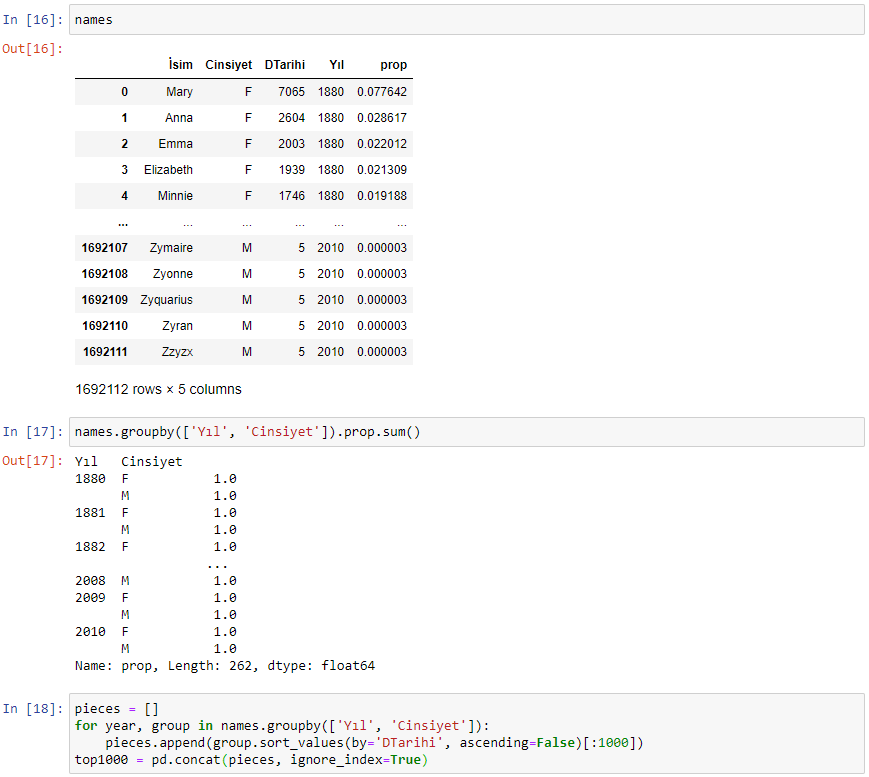 In [16]: names
Out[16]:
İsim Cinsiyet DTarihi Yıl prop
0 Mary F 7065 1880 0.077642
1 Anna F 2604 1880 0.028617
2 Emma F 2003 1880 0.022012
3 Elizabeth F 1939 1880 0.021309
4 Minnie F 1746 1880 0.019188
... ... ... ... ... ...
1692107 Zymaire M 5 2010 0.000003
1692108 Zyonne M 5 2010 0.000003
1692109 Zyquarius M 5 2010 0.000003
1692110 Zyran M 5 2010 0.000003
1692111 Zzyzx M 5 2010 0.000003
1692112 rows × 5 columns
In [17]: names.groupby(['Yıl', 'Cinsiyet']).prop.sum()
Out[17]: Yıl Cinsiyet
1880 F 1.0
M 1.0
1881 F 1.0
M 1.0
1882 F 1.0
...
2008 M 1.0
2009 F 1.0
M 1.0
2010 F 1.0
M 1.0
Name: prop, Length: 262, dtype: float64
In [18]: pieces = []
for year, group in names.groupby(['Yıl', 'Cinsiyet']):
    pieces.append(group.sort_values(by='DTarihi', ascending=False)[:1000])
top1000 = pd.concat(pieces, ignore_index=True)